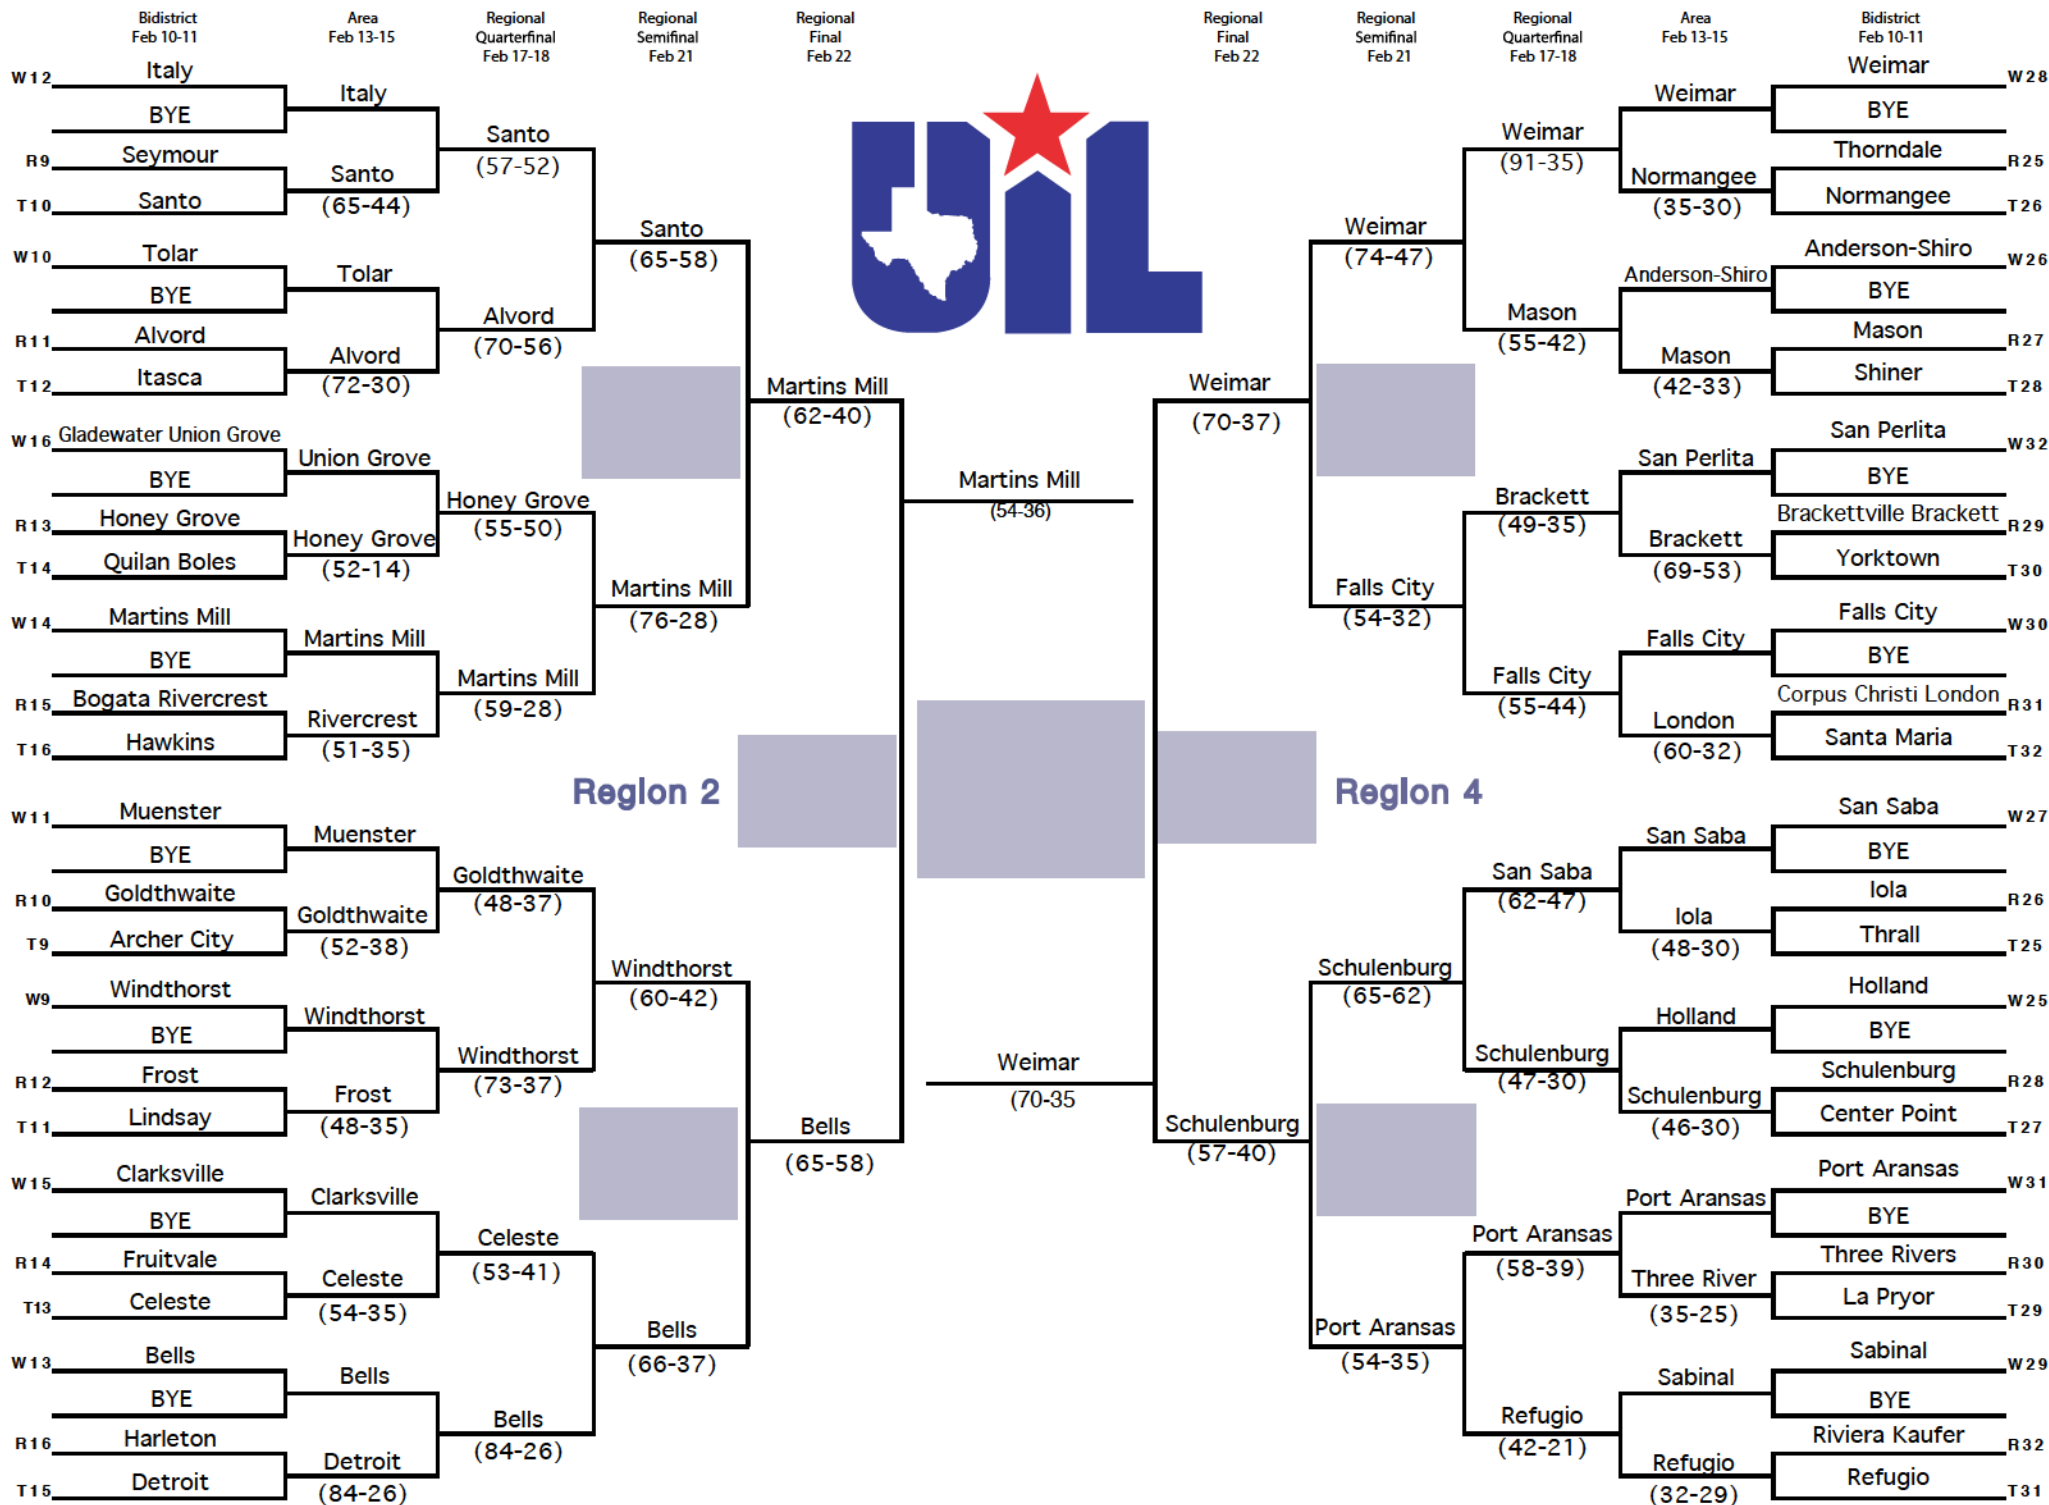 Bidistrict
Feb 10-11
Area
Feb 13-15
Regional
Quarterfinal
Feb 17-18
Regional
Semifinal
Feb 21
Regional
Final
Feb 22
Regional
Final
Feb 22
Regional
Semifinal
Feb 21
Regional
Quarterfinal
Feb 17-18
Area
Feb 13-15
Bidistrict
Feb 10-11
W12
Italy
BYE
R9
Seymour
T10
Santo
W10
Tolar
BYE
R11
Alvord
T12
Itasca
W16
Gladewater Union Grove
BYE
R13
Honey Grove
T14
Quilan Boles
W14
Martins Mill
BYE
R15
Bogata Rivercrest
T16
Hawkins
W11
Muenster
BYE
R10
Goldthwaite
T9
Archer City
W9
Windthorst
BYE
R12
Frost
T11
Lindsay
W15
Clarksville
BYE
R14
Fruitvale
T13
Celeste
W13
Bells
BYE
R16
Harleton
T15
Detroit
Italy
Santo
(65-44)
Tolar
Alvord
(72-30)
Union Grove
Honey Grove
(52-14)
Martins Mill
Rivercrest
(51-35)
Muenster
Goldthwaite
(52-38)
Windthorst
Frost
(48-35)
Clarksville
Celeste
(54-35)
Bells
Detroit
(84-26)
Santo
(57-52)
Alvord
(70-56)
Honey Grove
(55-50)
Martins Mill
(59-28)
Goldthwaite
(48-37)
Windthorst
(73-37)
Celeste
(53-41)
Bells
(84-26)
Santo
(65-58)
Martins Mill
(76-28)
Region 2
Windthorst
(60-42)
Bells
(66-37)
Martins Mill
(62-40)
Bells
(65-58)
UIL
Martins Mill
(54-36)
Weimar
(70-35
Weimar
(70-37)
Schulenburg
(57-40)
Weimar
(74-47)
Falls City
(54-32)
Region 4
Schulenburg
(65-62)
Port Aransas
(54-35)
Weimar
(91-35)
Mason
(55-42)
Brackett
(49-35)
Falls City
(55-44)
San Saba
(62-47)
Schulenburg
(47-30)
Port Aransas
(58-39)
Refugio
(42-21)
Weimar
Normangee
(35-30)
Anderson-Shiro
Mason
(42-33)
San Perlita
Brackett
(69-53)
Falls City
London
(60-32)
San Saba
Iola
(48-30)
Holland
Schulenburg
(46-30)
Port Aransas
Three River
(35-25)
Sabinal
Refugio
(32-29)
Weimar
W28
BYE
Thorndale
R25
Normangee
T26
Anderson-Shiro
W26
BYE
Mason
R27
Shiner
T28
San Perlita
W32
BYE
Brackettville Brackett
R29
Yorktown
T30
Falls City
W30
BYE
Corpus Christi London
R31
Santa Maria
T32
San Saba
W27
BYE
Iola
R26
Thrall
T25
Holland
W25
BYE
Schulenburg
R28
Center Point
T27
Port Aransas
W31
BYE
Three Rivers
R30
La Pryor
T29
Sabinal
W29
BYE
Riviera Kaufer
R32
Refugio
T31